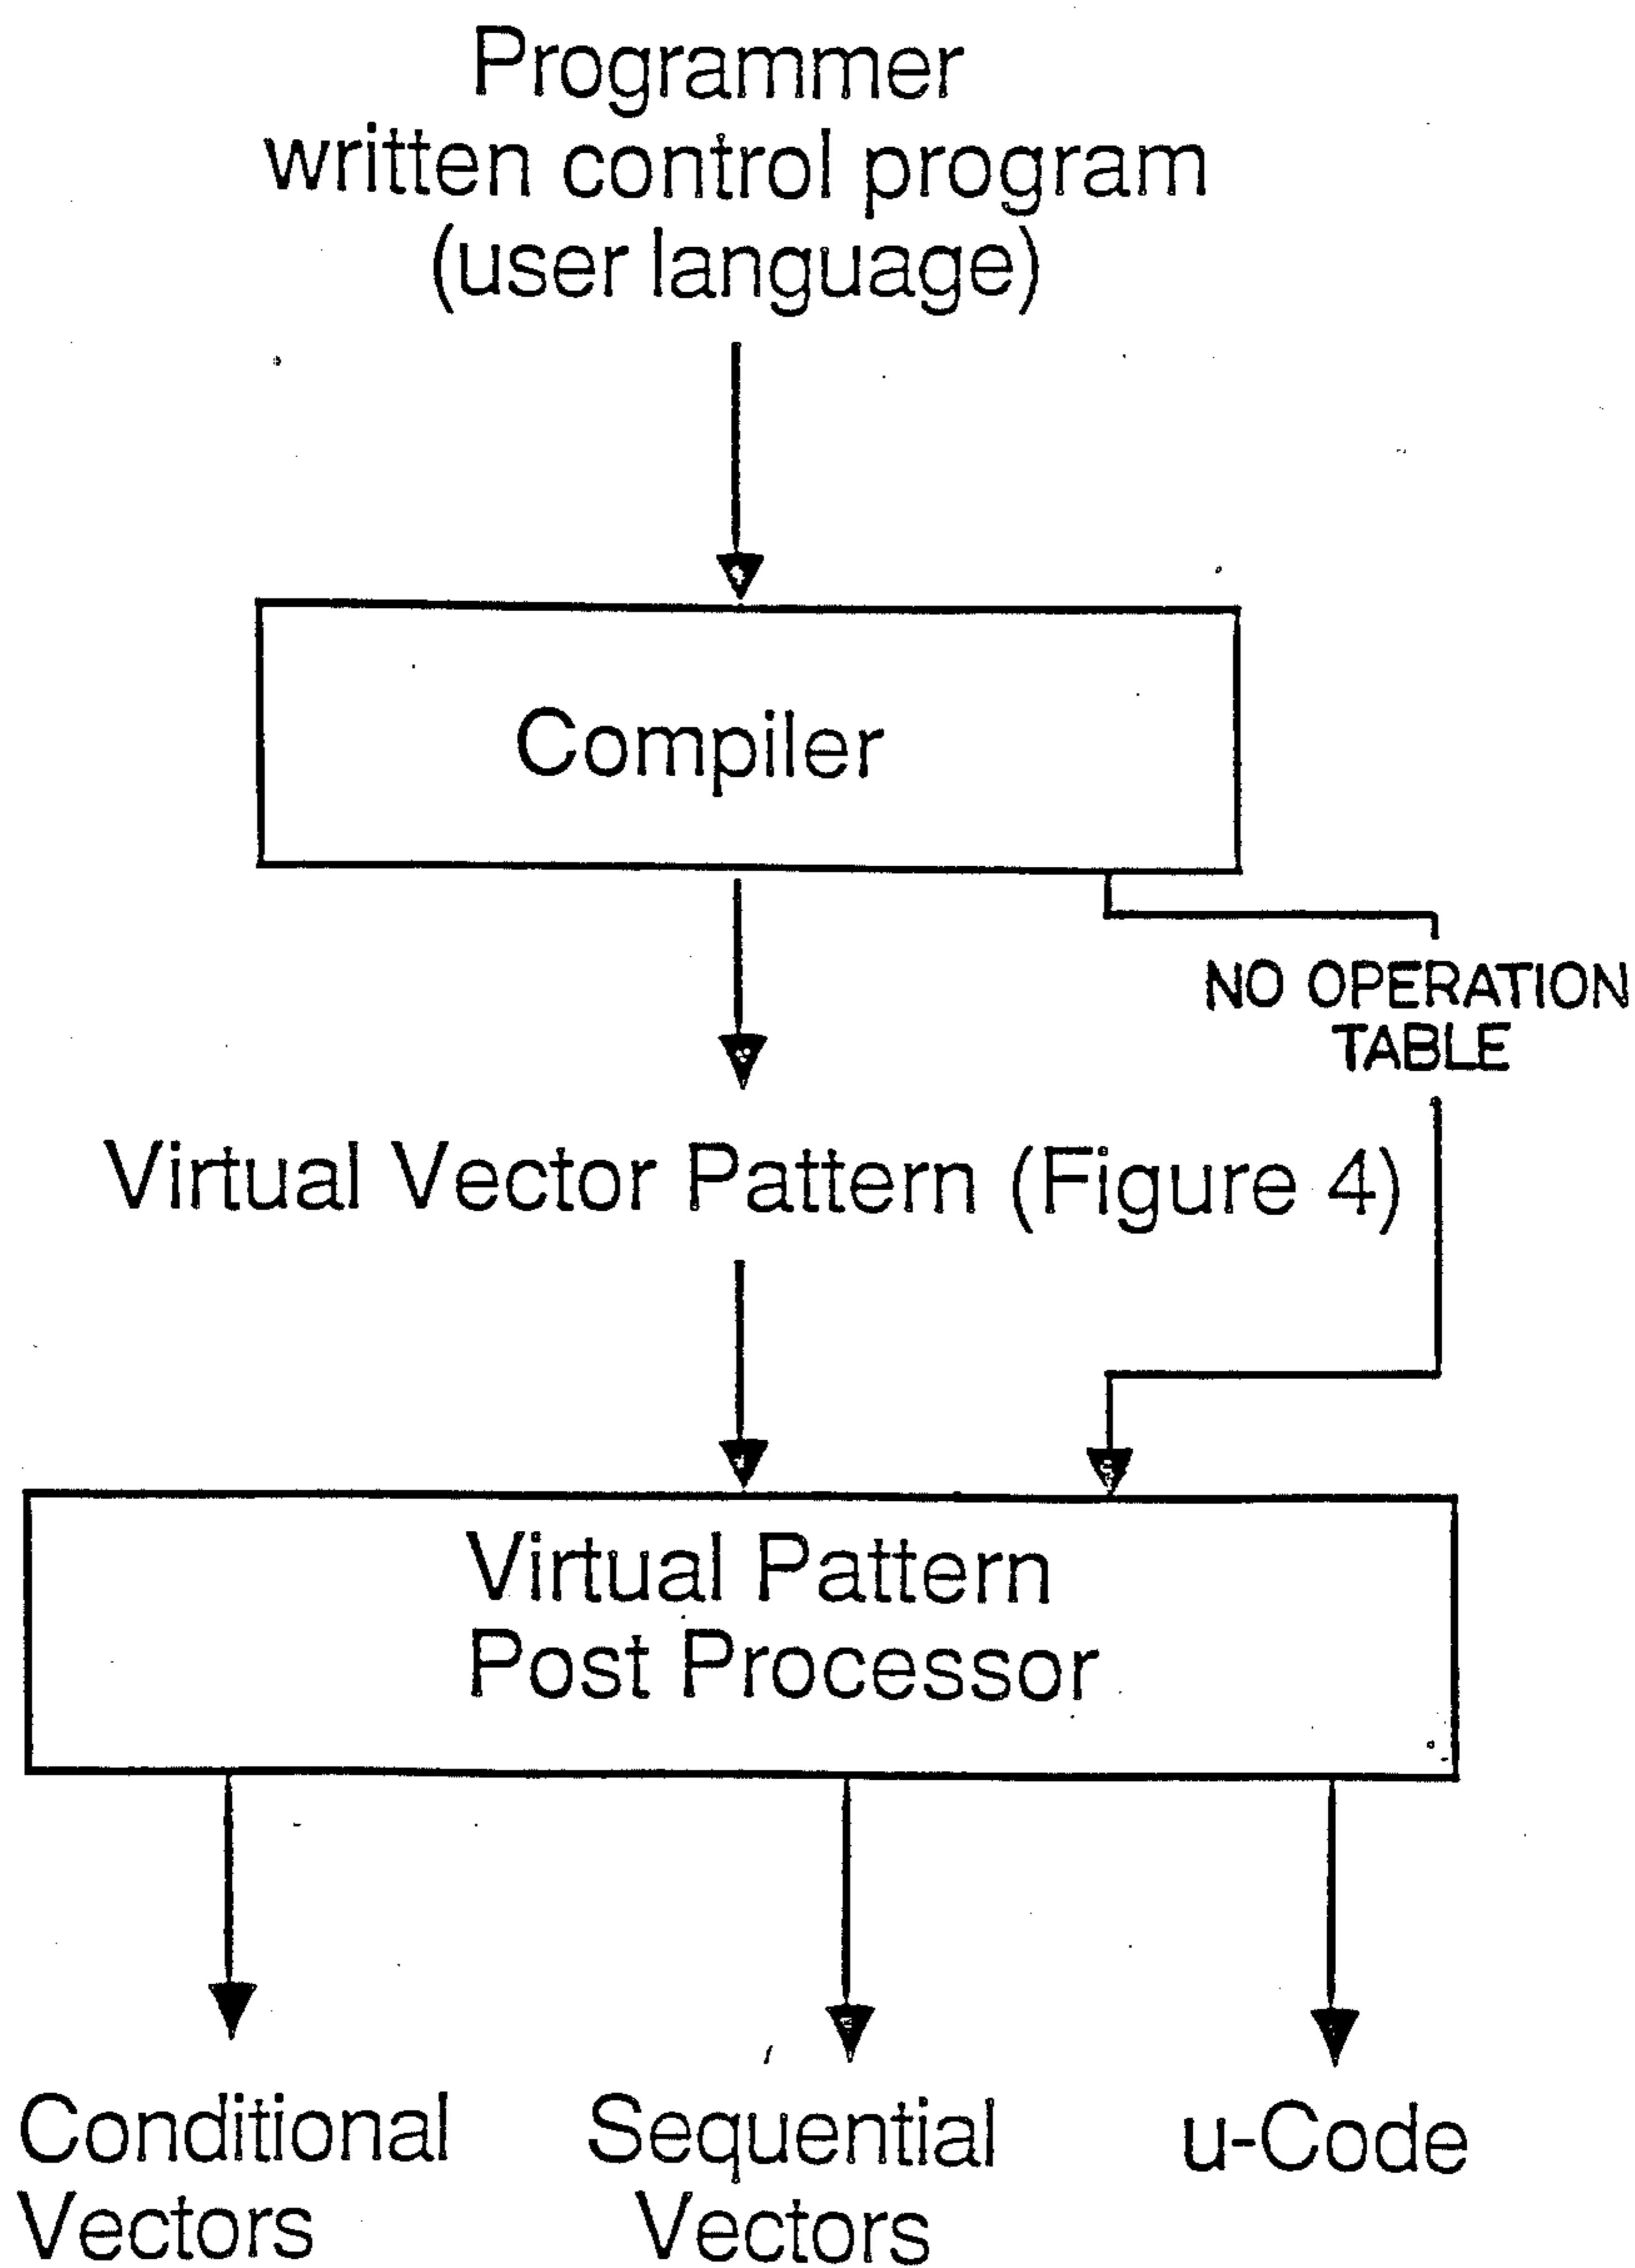 Programmer
written control program
(user language)
Compiler
NO OPERATION
TABLE
Virtual Vector Pattern (Figure 4)
Virtual Pattern
Post Processor
Conditional
Vectors
Sequential
Vectors
u-Code